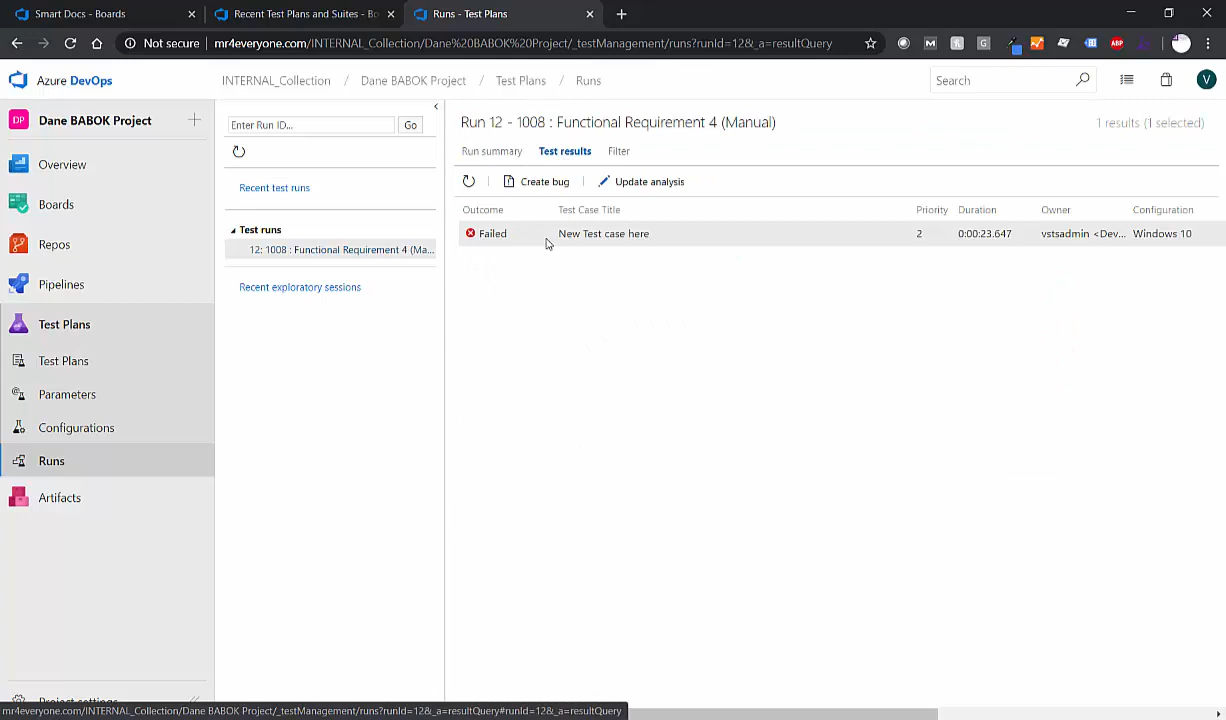 Smart Docs - Boards
Recent Test Plans and Suites - Bo
Runs - Test Plans
Not secure mr4everyone.com/INTERNAL_Collection/Dane%20BABOK%20Project/_testManagement/runs?runId=12&_a=resultQuery
Azure DevOps
INTERNAL_Collection / Dane BABOK Project / Test Plans / Runs
Search
V
DP Dane BABOK Project
Overview
Boards
Repos
Pipelines
Test Plans
Test Plans
Parameters
Configurations
Runs
Artifacts
Project settings
Enter Run ID...
Go
Recent test runs
Test runs
12: 1008 : Functional Requirement 4 (Ma...
Recent exploratory sessions
Run 12 - 1008 : Functional Requirement 4 (Manual)
1 results (1 selected)
Run summary Test results Filter
Create bug Update analysis
Outcome Test Case Title Priority Duration Owner Configuration
Failed New Test case here 2 0:00:23.647 vstsadmin <Dev... Windows 10
mr4everyone.com/INTERNAL_Collection/Dane BABOK Project/_testManagement/runs?runId=12&_a=resultQuery#runId=12&_a=resultQuery
M
G
ABP